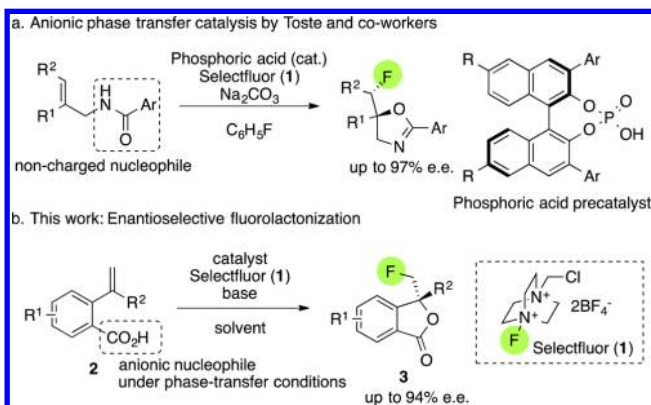 a. Anionic phase transfer catalysis by Toste and co-workers
R2
R1
NH
O
Ar
non-charged nucleophile
Phosphoric acid (cat.)
Selectfluor (1)
Na2CO3
C6H5F
F
R2
R1
O
N
Ar
up to 97% e.e.
R
R
Ar
Ar
O
O
P
O
OH
Phosphoric acid precatalyst
b. This work: Enantioselective fluorolactonization
R1
R2
CO2H
2
anionic nucleophile
under phase-transfer conditions
catalyst
Selectfluor (1)
base
solvent
F
R2
R1
O
O
3
up to 94% e.e.
Cl
N+
N+
F
2BF4-
Selectfluor (1)